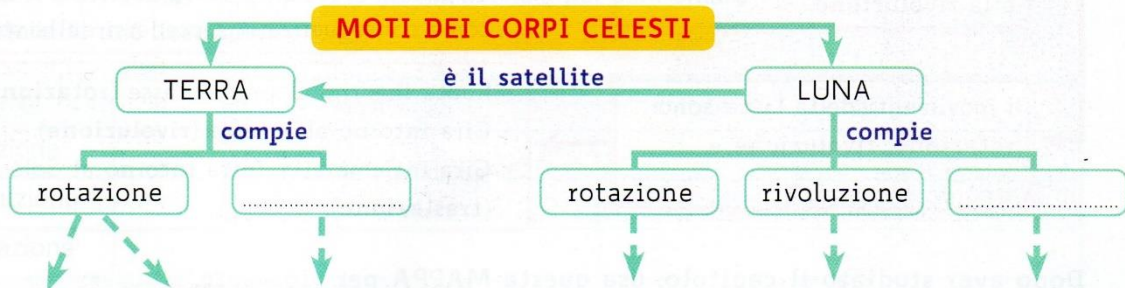 MOTI DEI CORPI CELESTI
TERRA
è il satellite
LUNA
compie
compie
rotazione
rotazione
rivoluzione